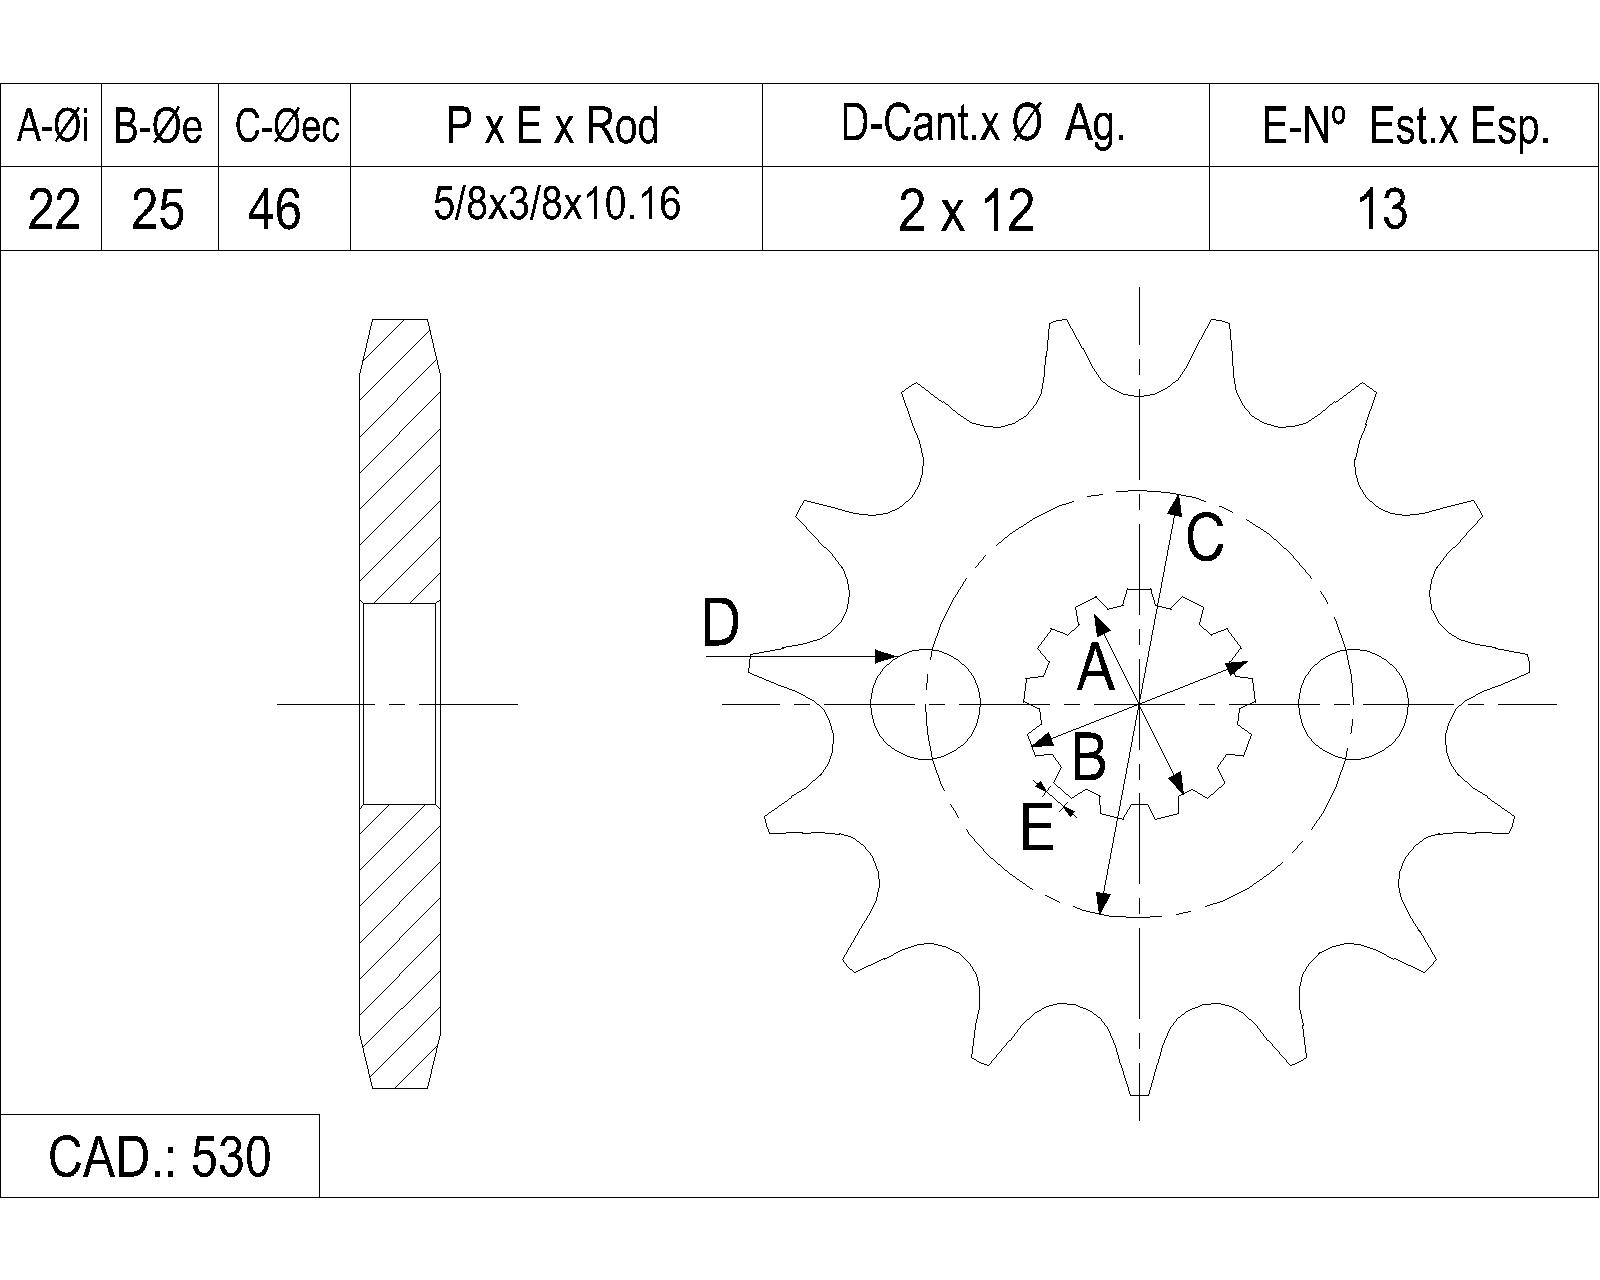 A-Øi B-Øe C-Øec P x E x Rod D-Cant.x Ø Ag. E-Nº Est.x Esp.
22 25 46 5/8x3/8x10.16 2 x 12 13
C
D
A
B
E
CAD.: 530